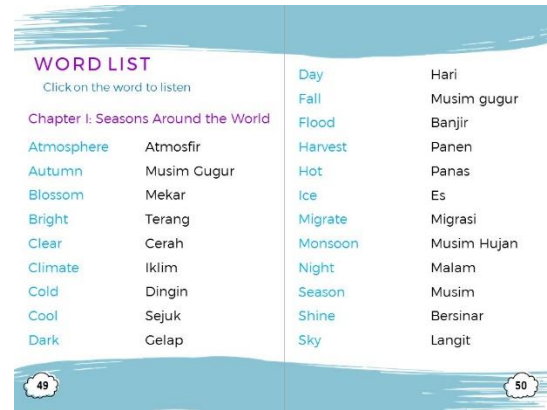 WORD LIST
Click on the word to listen
Chapter I: Seasons Around the World
Atmosphere Atmosfir
Autumn Musim Gugur
Blossom Mekar
Bright Terang
Clear Cerah
Climate Iklim
Cold Dingin
Cool Sejuk
Dark Gelap
49
Day Hari
Fall Musim gugur
Flood Banjir
Harvest Panen
Hot Panas
Ice Es
Migrate Migrasi
Monsoon Musim Hujan
Night Malam
Season Musim
Shine Bersinar
Sky Langit
50